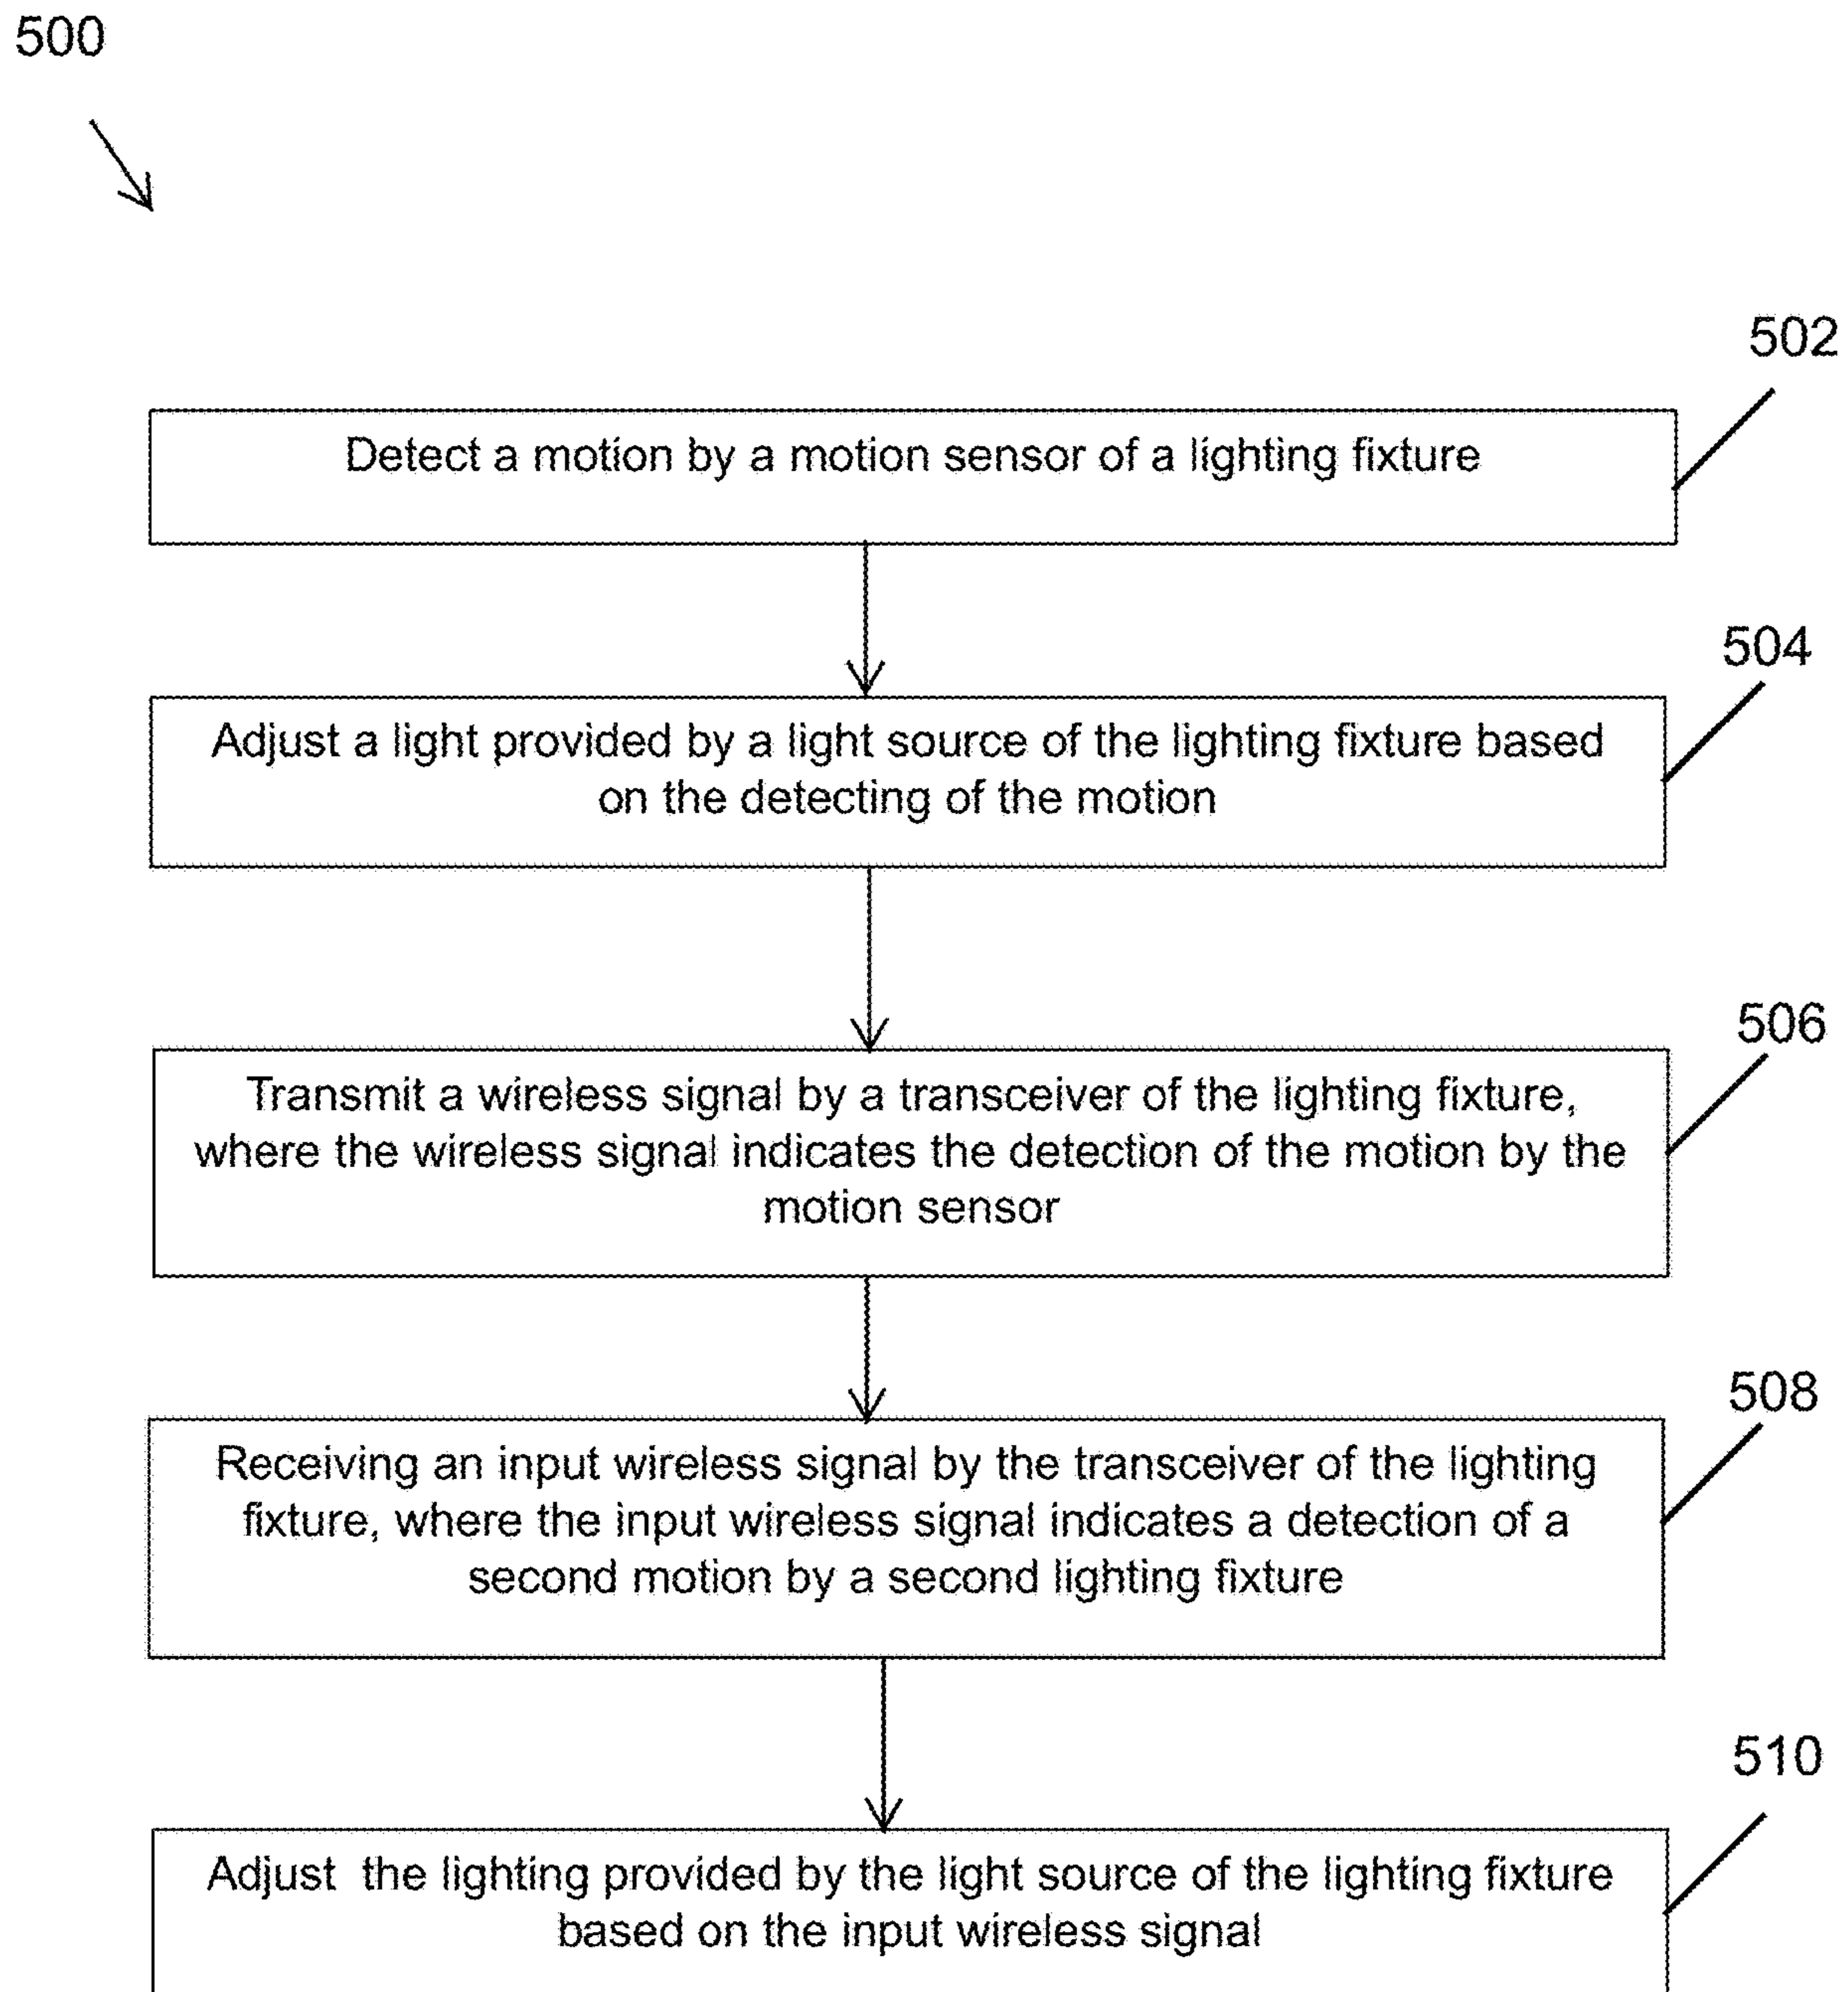 500
502
Detect a motion by a motion sensor of a lighting fixture
504
Adjust a light provided by a light source of the lighting fixture based
on the detecting of the motion
506
Transmit a wireless signal by a transceiver of the lighting fixture,
where the wireless signal indicates the detection of the motion by the
motion sensor
508
Receiving an input wireless signal by the transceiver of the lighting
fixture, where the input wireless signal indicates a detection of a
second motion by a second lighting fixture
510
Adjust the lighting provided by the light source of the lighting fixture
based on the input wireless signal